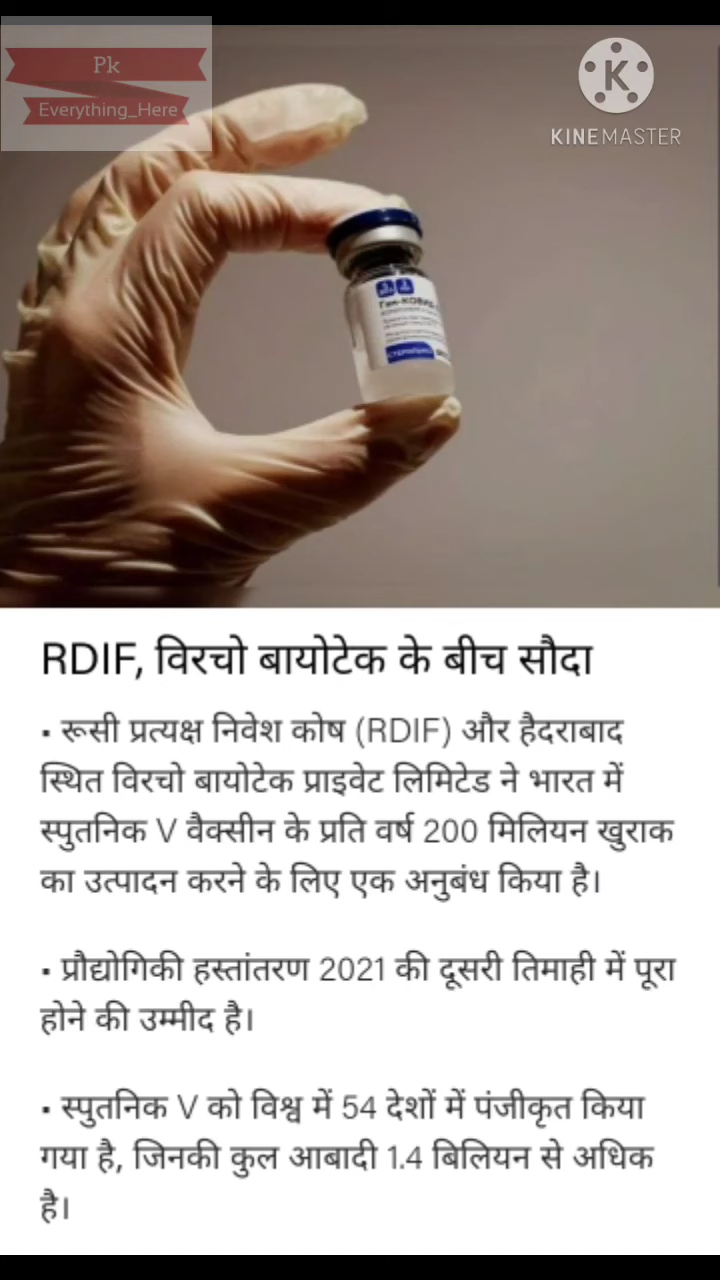 Pk
Everything_Here
K
KINEMASTER
RDIF, विरचो बायोटेक के बीच सौदा
• रूसी प्रत्यक्ष निवेश कोष (RDIF) और हैदराबाद
स्थित विरचो बायोटेक प्राइवेट लिमिटेड ने भारत में
स्पुतनिक V वैक्सीन के प्रति वर्ष 200 मिलियन खुराक
का उत्पादन करने के लिए एक अनुबंध किया है।
• प्रौद्योगिकी हस्तांतरण 2021 की दूसरी तिमाही में पूरा
होने की उम्मीद है।
• स्पुतनिक V को विश्व में 54 देशों में पंजीकृत किया
गया है, जिनकी कुल आबादी 1.4 बिलियन से अधिक
है।